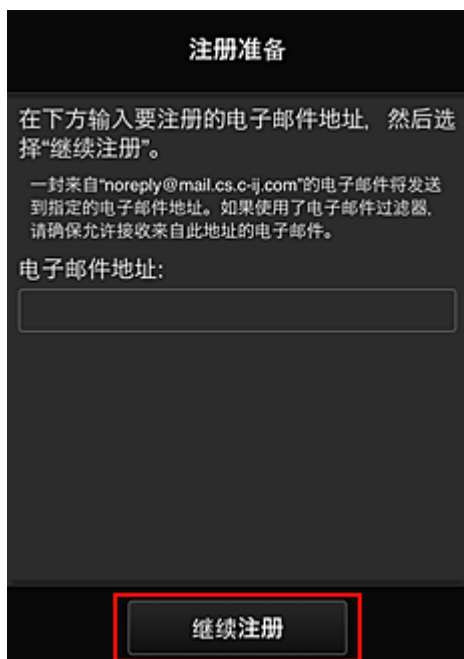 注册准备
在下方输入要注册的电子邮件地址，然后选
择“继续注册”。
一封来自“noreply@mail.cs.c-ij.com”的电子邮件将发送
到指定的电子邮件地址。如果使用了电子邮件过滤器，
请确保允许接收来自此地址的电子邮件。
电子邮件地址:
继续注册